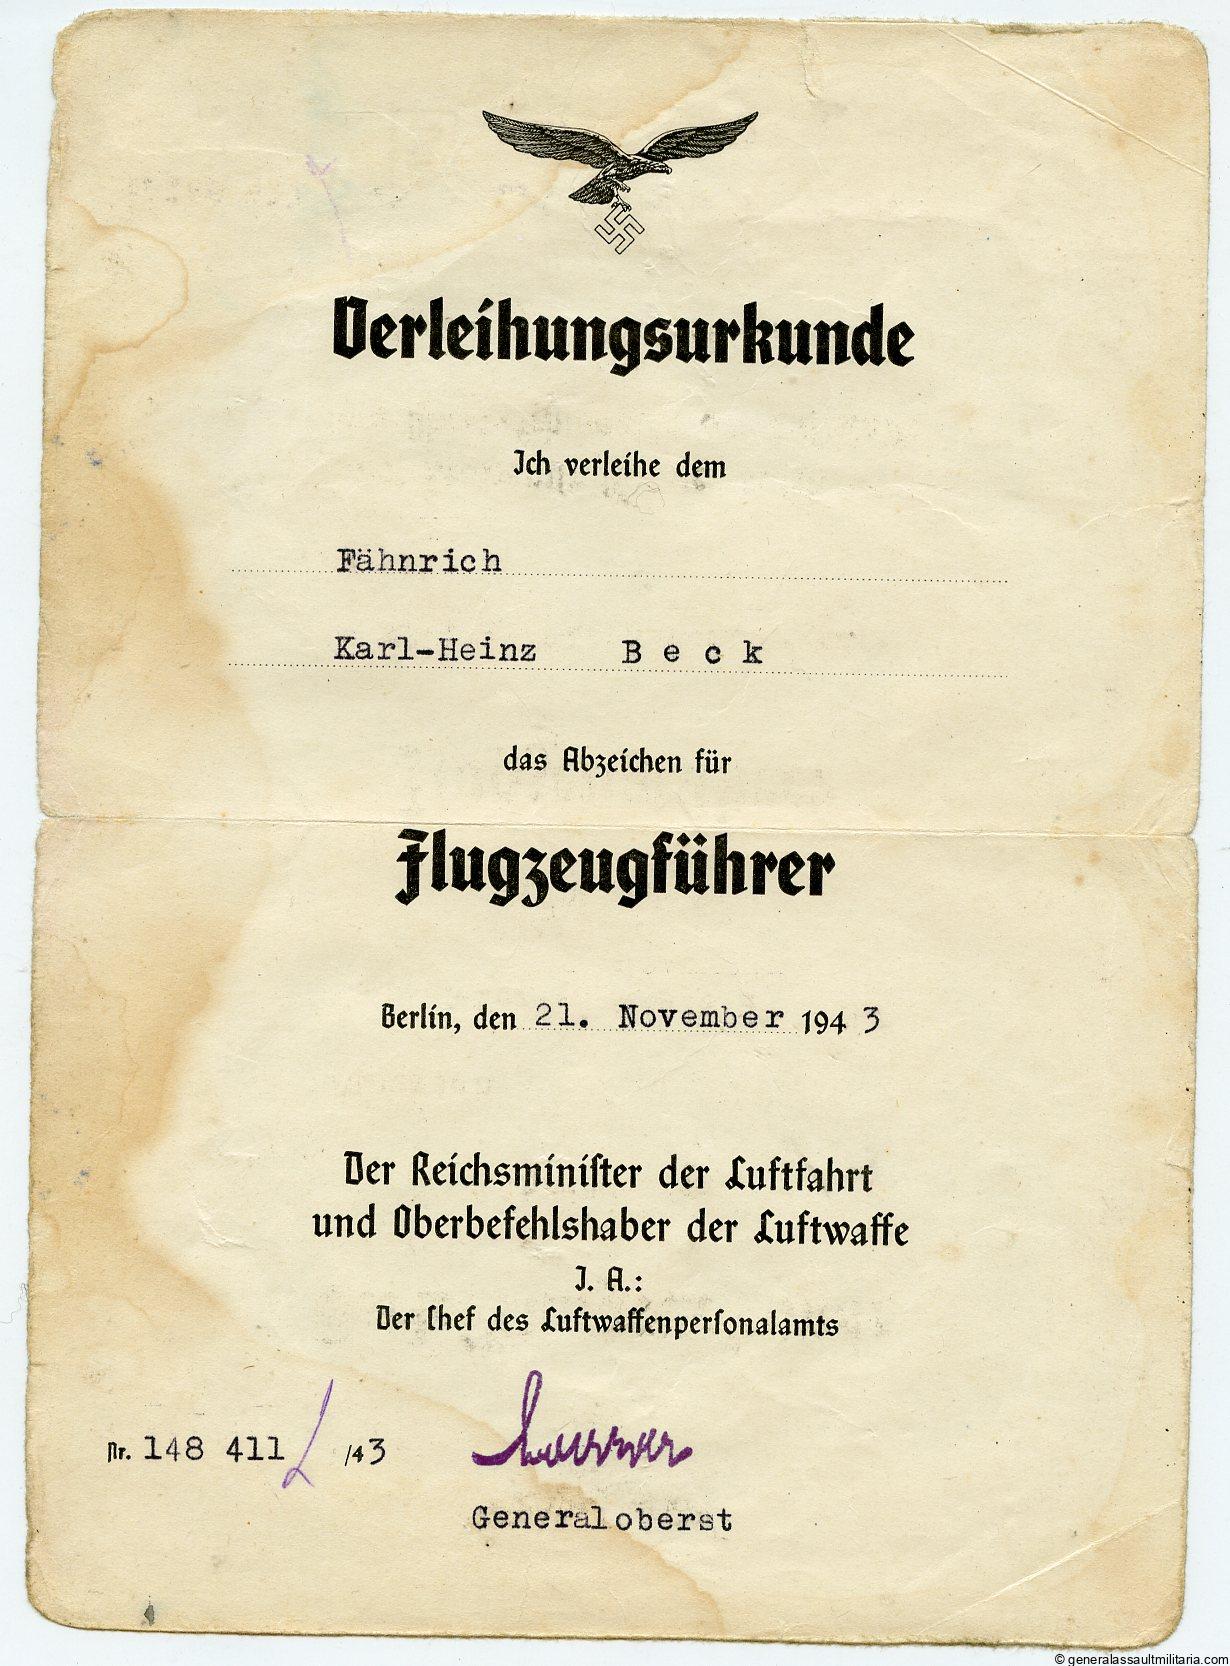 Verleihungsurkunde
Ich verleihe dem
Fähnrich
Karl-Heinz B e c k
das Abzeichen für
Flugzeugführer
Berlin, den 21. November 1943
Der Reichsminiſter der Luftfahrt
und Oberbefehlshaber der Luftwaffe
J. A.:
Der Chef des Luftwaffenperſonalamts
Nr. 148 411 /43
Generaloberst
© generalassaultmilitaria.com